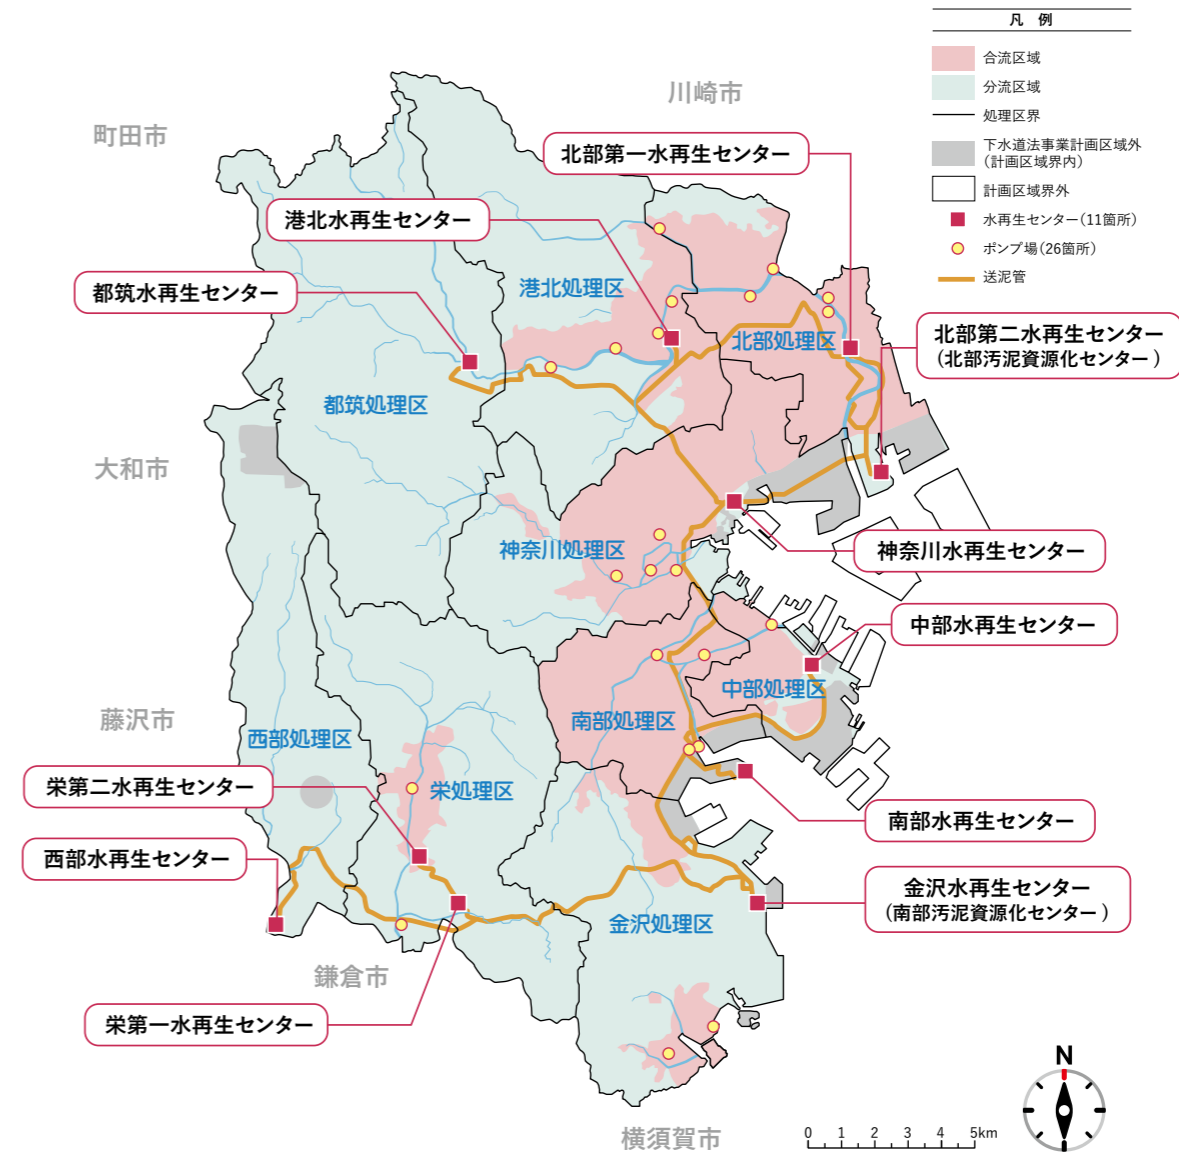 凡 例
合流区域
分流区域
処理区界
下水道法事業計画区域外
(計画区域界内)
計画区域界外
水再生センター(11箇所)
ポンプ場(26箇所)
送泥管
川崎市
町田市
北部第一水再生センター
港北水再生センター
都筑水再生センター
港北処理区
北部処理区
北部第二水再生センター
(北部汚泥資源化センター)
都筑処理区
大和市
神奈川処理区
神奈川水再生センター
中部水再生センター
中部処理区
藤沢市
南部処理区
西部処理区
栄第二水再生センター
栄処理区
南部水再生センター
西部水再生センター
金沢水再生センター
(南部汚泥資源化センター)
金沢処理区
鎌倉市
栄第一水再生センター
横須賀市
N
0 1 2 3 4 5km